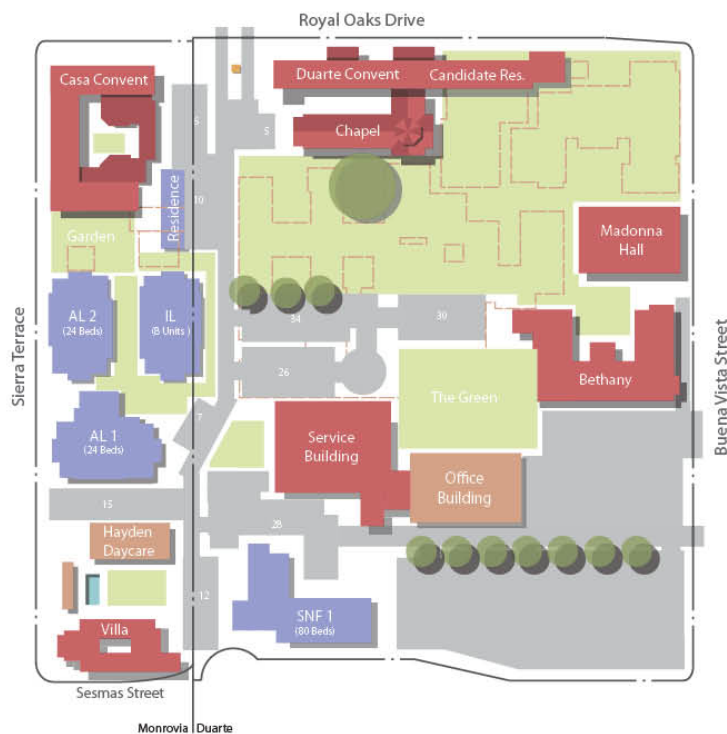 Royal Oaks Drive
Casa Convent
Duarte Convent
Candidate Res.
5
5
Chapel
10
Residence
Garden
Madonna
Hall
AL 2
(24 Beds)
IL
(8 Units )
34
30
Sierra Terrace
Buena Vista Street
26
Bethany
The Green
7
AL 1
(24 Beds)
Service
Building
Office
Building
15
28
Hayden
Daycare
12
SNF 1
(80 Beds)
Villa
Sesmas Street
Monrovia
Duarte